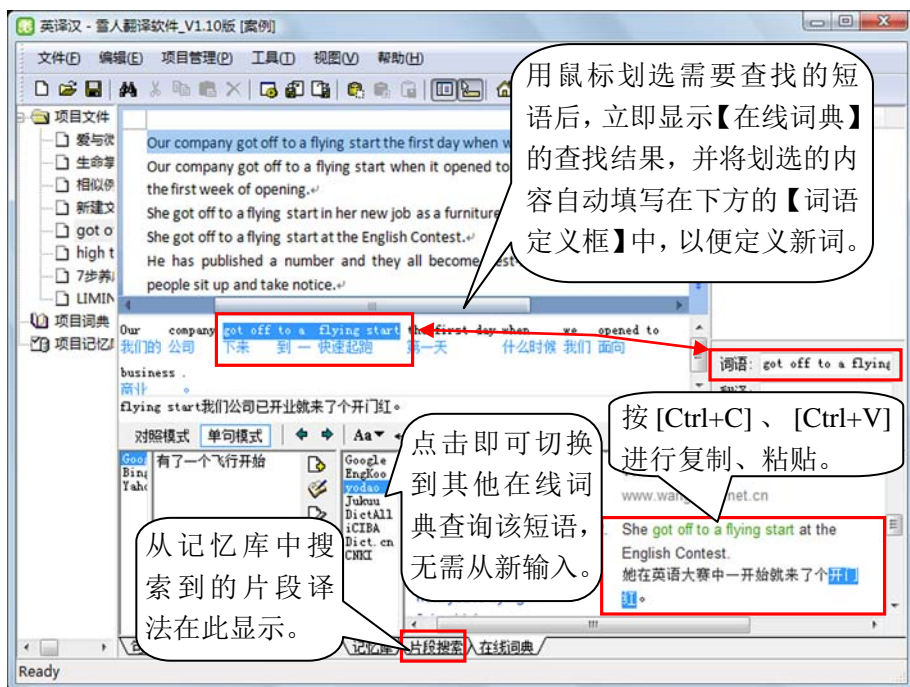 英译汉 - 雪人翻译软件_V1.10版 [案例]
文件(F) 编辑(E) 项目管理(P) 工具(T) 视图(V) 帮助(H)
用鼠标划选需要查找的短
语后，立即显示【在线词典】
的查找结果，并将划选的内
容自动填写在下方的【词语
定义框】中，以便定义新词。
项目文件
爱与
生命掌
相似例
新建文
got o
high t
7步养
LIMIN
项目词典
项目记忆
Our company got off to a flying start the first day when
Our company got off to a flying start when it opened to
the first week of opening.
She got off to a flying start in her new job as a furniture
She got off to a flying start at the English Contest.
He has published a number and they all become
people sit up and take notice.
Our company got off to a flying start the first day when we opened to
我们的 公司 下来 到 一 快速起跑 第一天 什么时候 我们 面向
business .
商业 。
词语: got off to a flying
flying start我们公司已开业就来了个开门红。
对照模式 单句模式 Aa
Bing
有了一个飞行开始
Google
EngKoo
yodao
Jukuu
DictAll
iCIBA
Dict.cn
CNKI
点击即可切换
到其他在线词
典查询该短语，
无需从新输入。
按 [Ctrl+C] 、 [Ctrl+V]
进行复制、粘贴。
She got off to a flying start at the
English Contest.
她在英语大赛中一开始就来了个开门
红。
从记忆库中搜
索到的片段译
法在此显示。
记忆库 片段搜索 在线词典
Ready